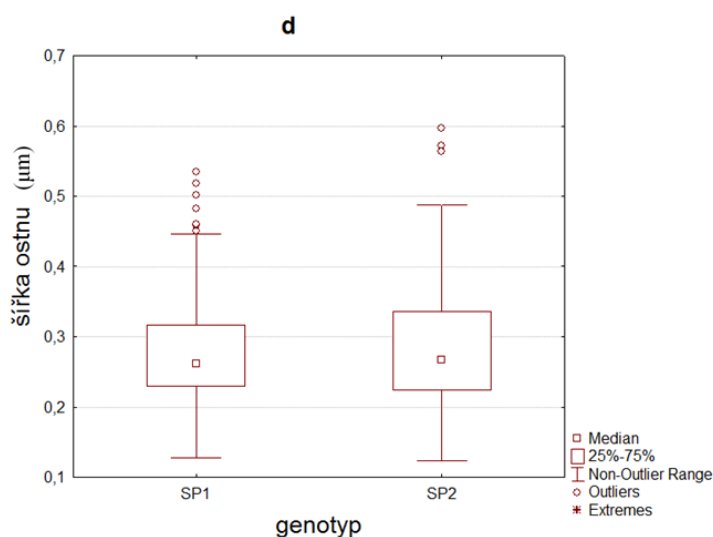 d
0,7
0,6
0,5
0,4
0,3
0,2
0,1
šířka ostnu (μm)
SP1 SP2
genotyp
Median
25%-75%
Non-Outlier Range
Outliers
Extremes